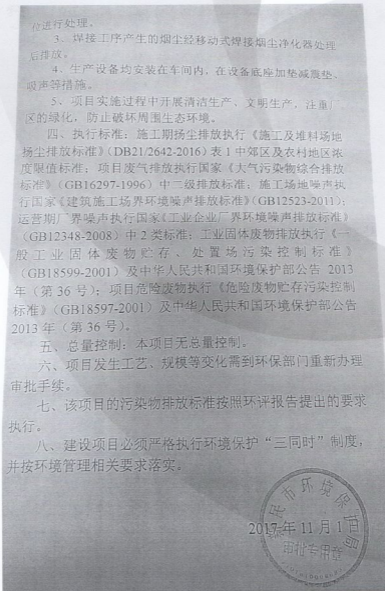 位进行处理。
3、焊接工序产生的烟尘经移动式焊接烟尘净化器处理
后排放。
4、生产设备均安装在车间内，在设备底座加垫减震垫、
吸声等措施。
5、项目实施过程中开展清洁生产，文明生产，注重厂
区的绿化，防止破坏周围生态环境。
四、执行标准：施工期扬尘排放执行《施工及堆料场地
扬尘排放标准》（DB21/2642-2016）表1中郊区及农村地区浓
度限值标准；项目废气排放执行国家《大气污染物综合排放
标准》（GB16297-1996）中二级排放标准；施工场地噪声执
行国家《建筑施工场界环境噪声排放标准》（GB12523-2011）；
运营期厂界噪声执行国家《工业企业厂界环境噪声排放标准》
（GB12348-2008）中2类标准；工业固体废物排放执行《一
般工业固体废物贮存、处置场污染控制标准》
（GB18599-2001）及中华人民共和国环境保护部公告 2013
年（第36号）；项目危险废物执行《危险废物贮存污染控制
标准》（GB18597-2001）及中华人民共和国环境保护部公告
2013年（第36号）。
五、总量控制：本项目无总量控制。
六、项目发生工艺、规模等变化需到环保部门重新办理
审批手续。
七、该项目的污染物排放标准按照环评报告提出的要求
执行。
八、建设项目必须严格执行环境保护“三同时”制度，
并按环境管理相关要求落实。
民市环境保护局
2017年11月1日
审批专用章